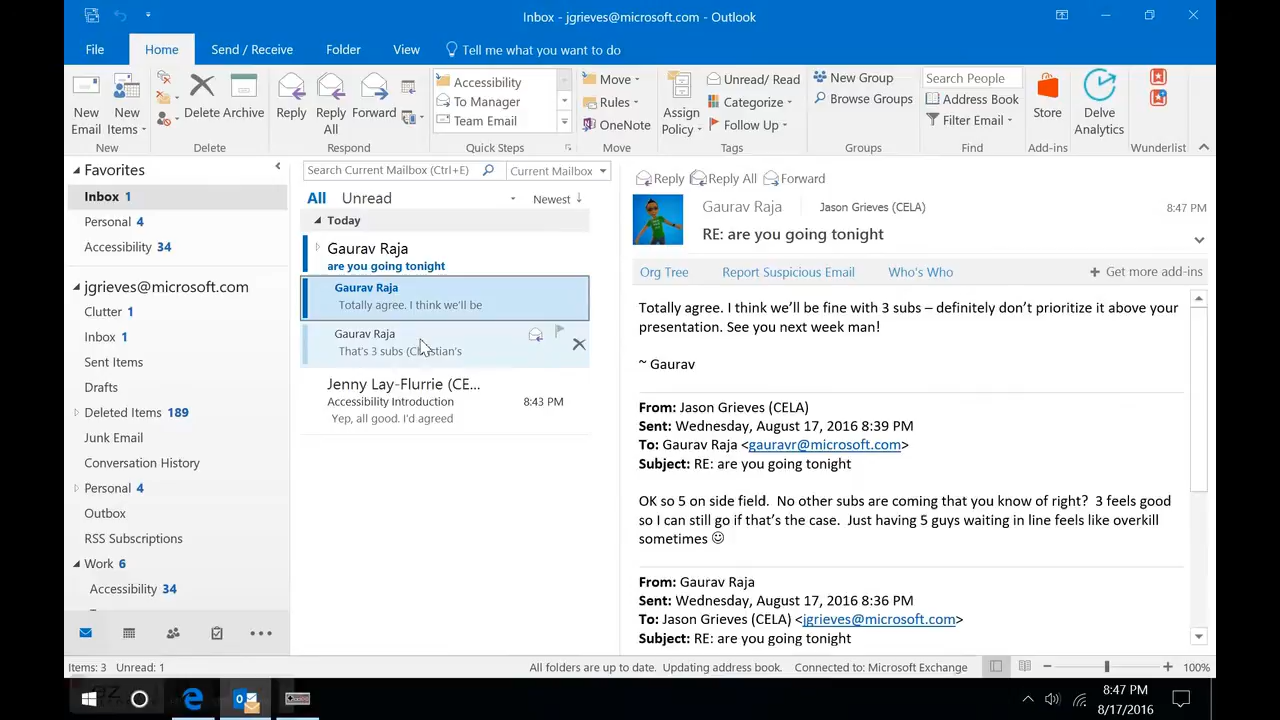 Inbox - jgrieves@microsoft.com - Outlook
File Home Send / Receive Folder View Tell me what you want to do
New Email
New Items
Delete Archive
Reply
Reply All
Forward
Accessibility
To Manager
Team Email
Move
Rules
OneNote
Assign Policy
Unread/ Read
Categorize
Follow Up
New Group
Browse Groups
Search People
Address Book
Filter Email
Store
Delve Analytics
New Delete Respond Quick Steps Move Tags Groups Find Add-ins Wunderlist
Favorites
Inbox 1
Personal 4
Accessibility 34
jgrieves@microsoft.com
Clutter 1
Inbox 1
Sent Items
Drafts
Deleted Items 189
Junk Email
Conversation History
Personal 4
Outbox
RSS Subscriptions
Work 6
Accessibility 34
Search Current Mailbox (Ctrl+E) Current Mailbox
All Unread Newest
Today
Gaurav Raja
are you going tonight
Gaurav Raja
Totally agree. I think we'll be
Gaurav Raja
That's 3 subs
Jenny Lay-Flurrie (CE...
Accessibility Introduction 8:43 PM
Yep, all good. I'd agreed
Reply Reply All Forward
Gaurav Raja Jason Grieves (CELA) 8:47 PM
RE: are you going tonight
Org Tree Report Suspicious Email Who's Who + Get more add-ins
Totally agree. I think we'll be fine with 3 subs – definitely don't prioritize it above your
presentation. See you next week man!
~ Gaurav
From: Jason Grieves (CELA)
Sent: Wednesday, August 17, 2016 8:39 PM
To: Gaurav Raja <gauravr@microsoft.com>
Subject: RE: are you going tonight
OK so 5 on side field. No other subs are coming that you know of right? 3 feels good
so I can still go if that's the case. Just having 5 guys waiting in line feels like overkill
sometimes ☺
From: Gaurav Raja
Sent: Wednesday, August 17, 2016 8:36 PM
To: Jason Grieves (CELA) <jgrieves@microsoft.com>
Subject: RE: are you going tonight
Items: 3 Unread: 1 All folders are up to date. Updating address book. Connected to: Microsoft Exchange 100%
8:47 PM
8/17/2016